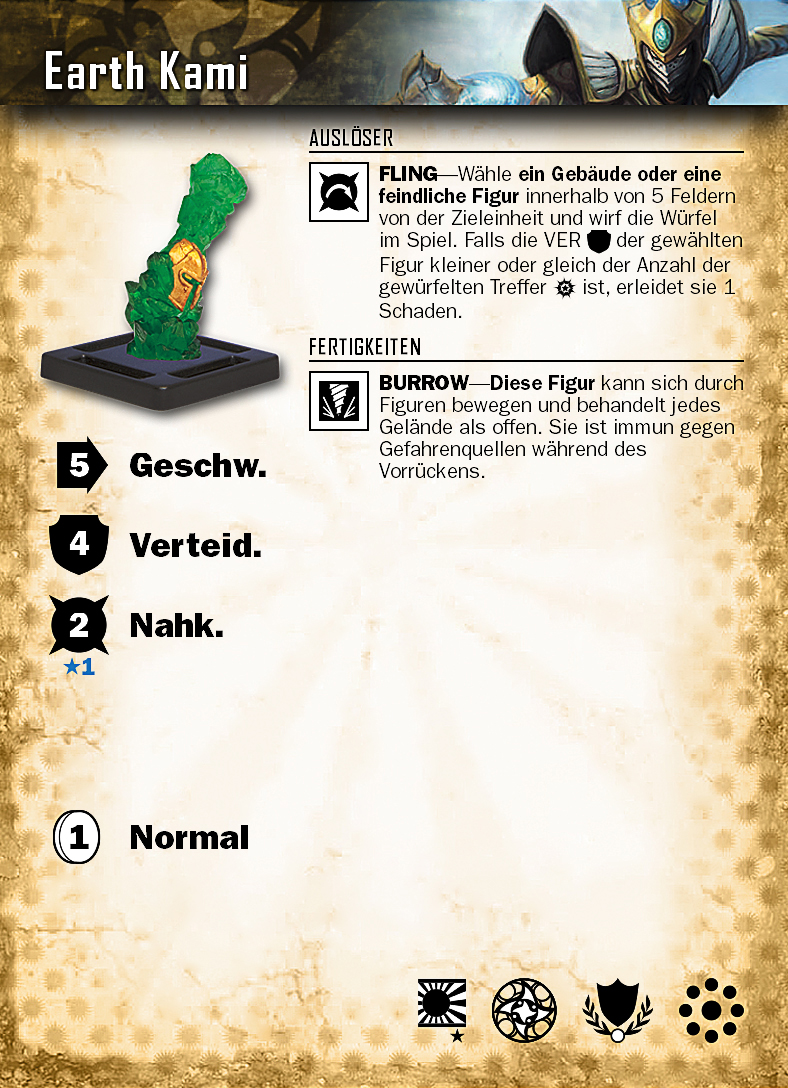 Earth Kami
AUSLÖSER
FLING—Wähle ein Gebäude oder eine
feindliche Figur innerhalb von 5 Feldern
von der Zieleinheit und wirf die Würfel
im Spiel. Falls die VER der gewählten
Figur kleiner oder gleich der Anzahl der
gewürfelten Treffer ist, erleidet sie 1
Schaden.
FERTIGKEITEN
BURROW—Diese Figur kann sich durch
Figuren bewegen und behandelt jedes
Gelände als offen. Sie ist immun gegen
Gefahrenquellen während des
Vorrückens.
5 Geschw.
4 Verteid.
2 Nahk.
★1
1 Normal